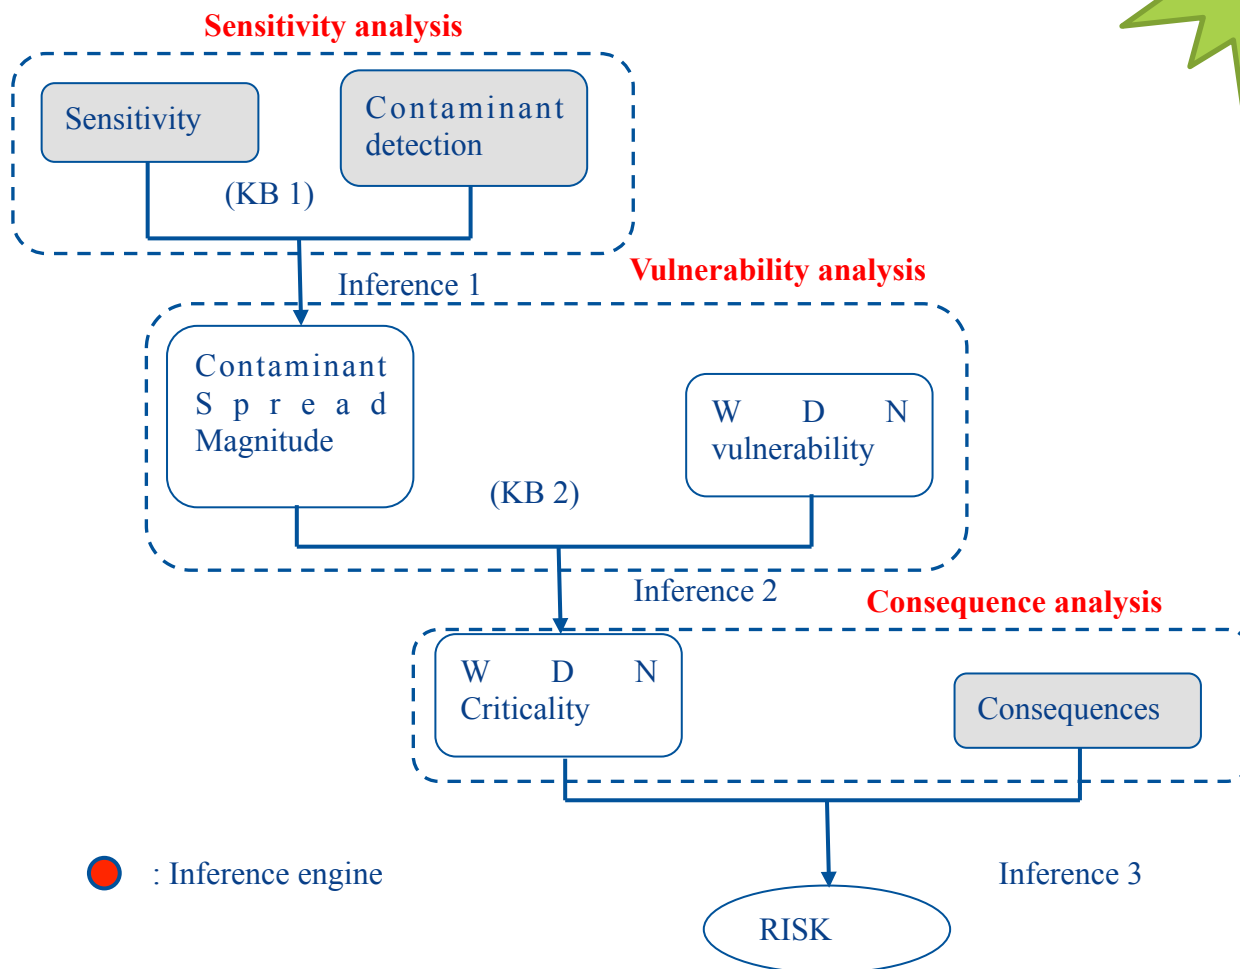 Sensitivity analysis
Sensitivity
Contaminant
detection
(KB 1)
Inference 1
Vulnerability analysis
Contaminant
Spread
Magnitude
W D N
vulnerability
(KB 2)
Inference 2
Consequence analysis
W D N
Criticality
Consequences
: Inference engine
Inference 3
RISK